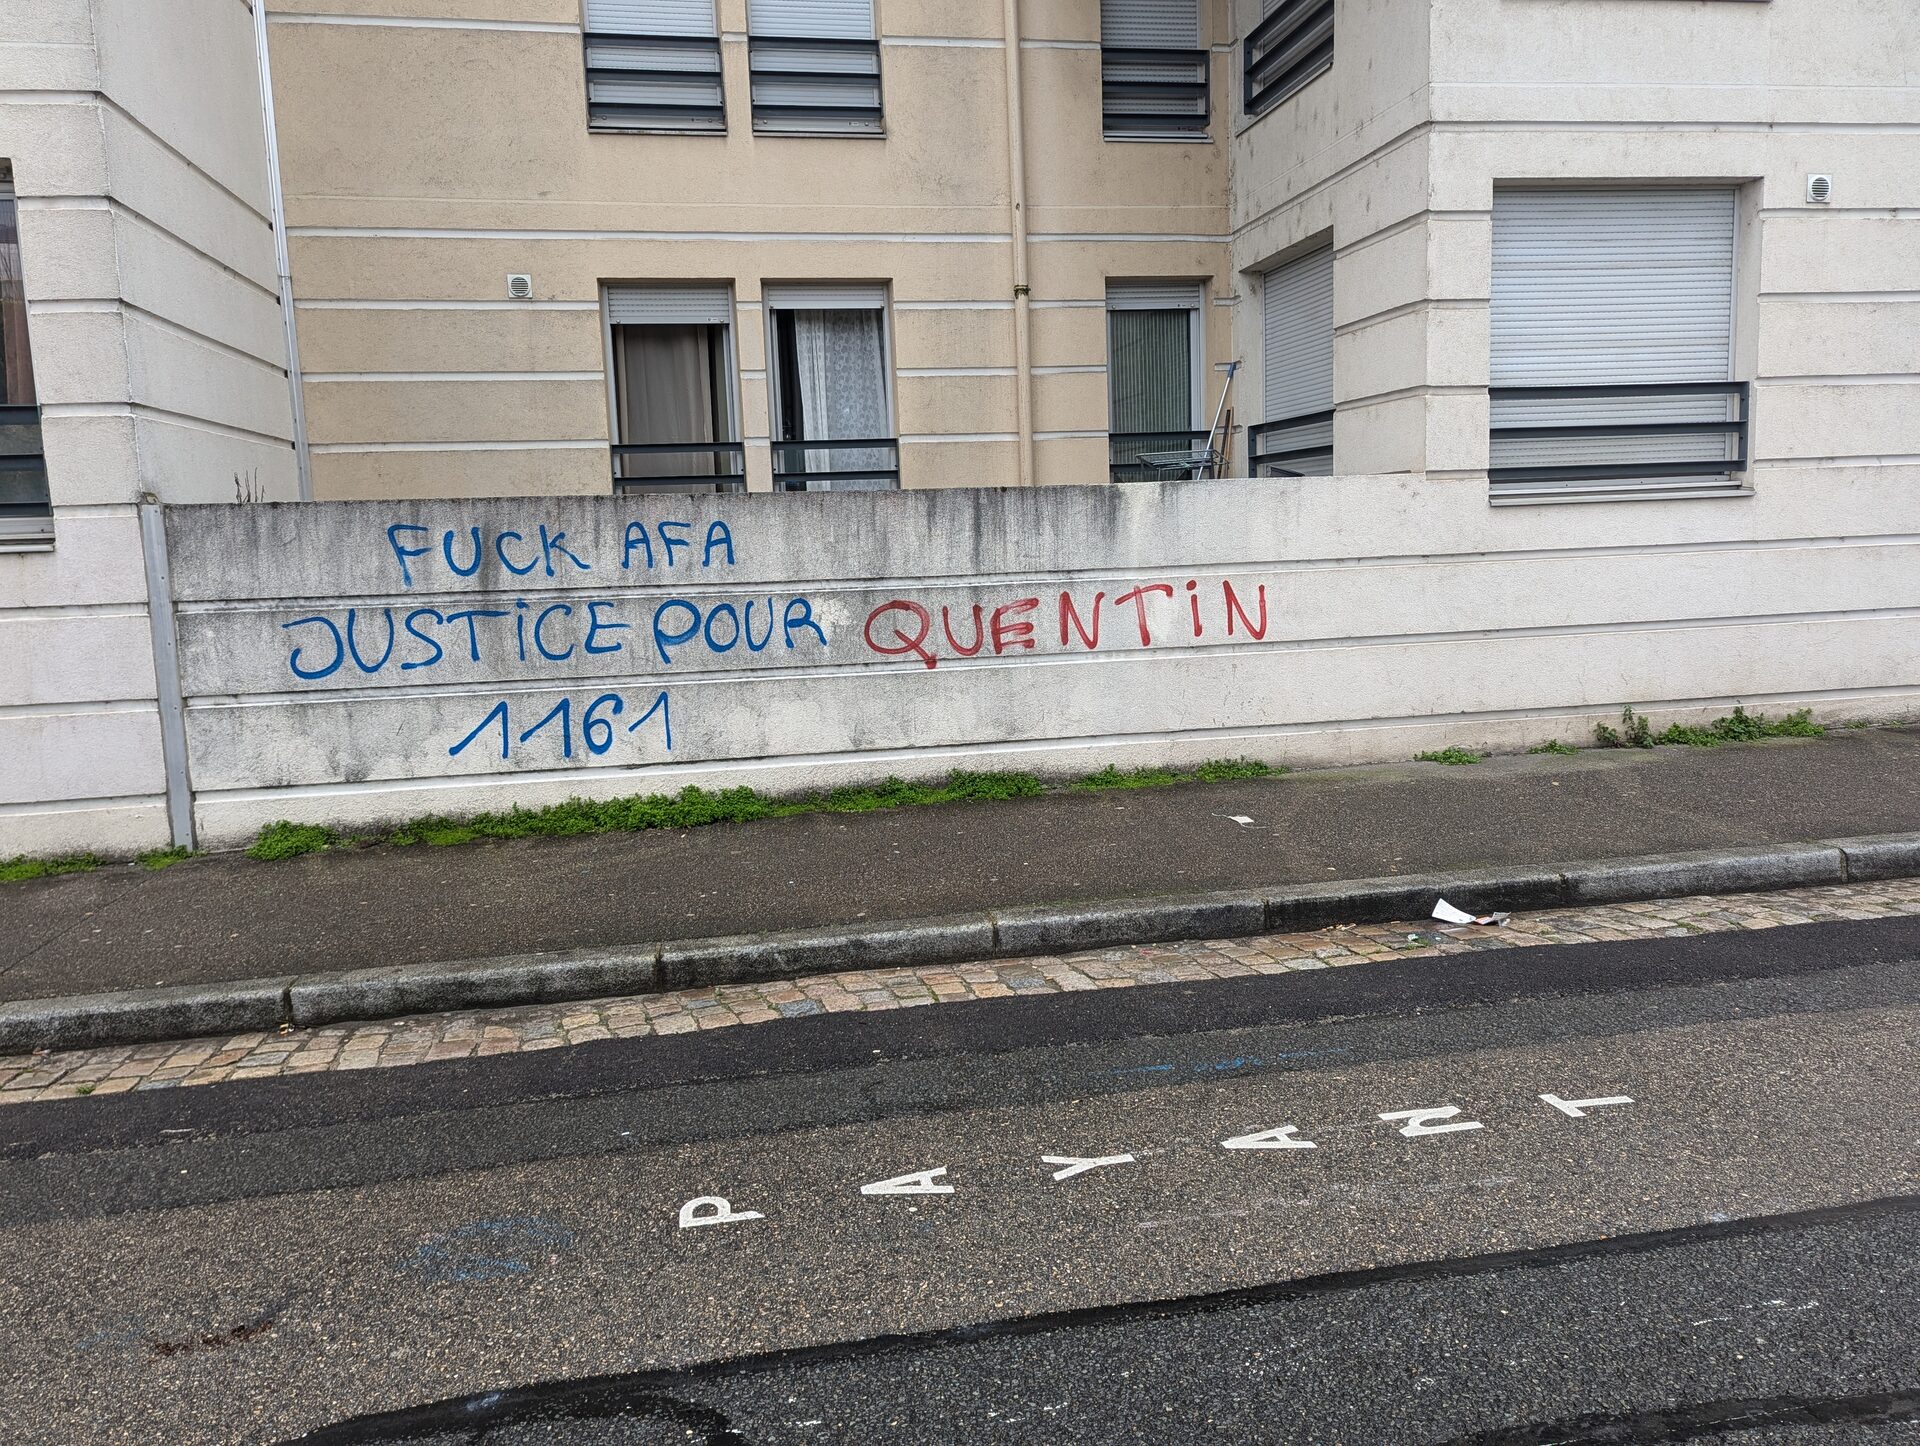 FUCK AFA
JUSTICE POUR QUENTIN
1161
PAYANT